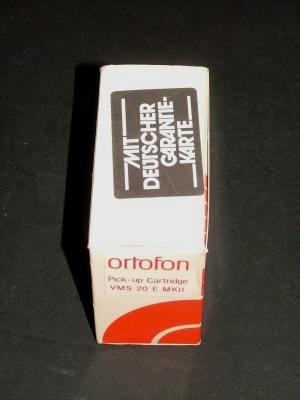 MIT
DEUTSCHER
GARANTIE-
KARTE
ortofon
Pick-up Cartridge
VMS 20 E MKII